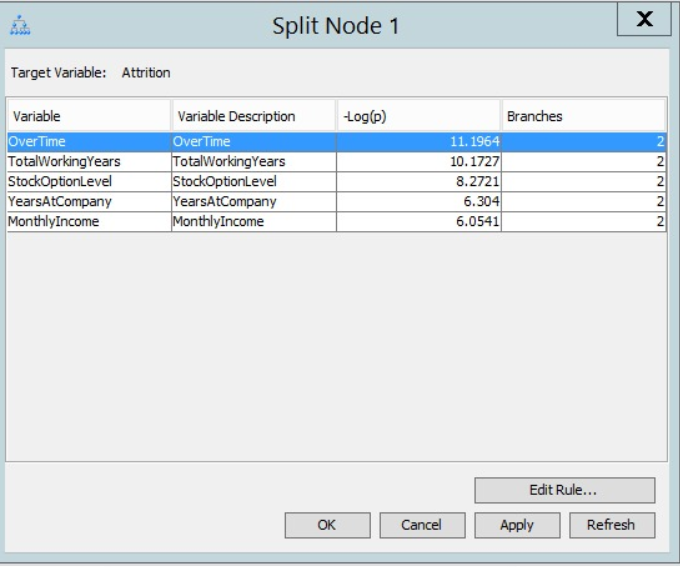 Split Node 1
X
Target Variable: Attrition
Variable Variable Description -Log(p) Branches
OverTime OverTime 11.1964 2
TotalWorkingYears TotalWorkingYears 10.1727 2
StockOptionLevel StockOptionLevel 8.2721 2
YearsAtCompany YearsAtCompany 6.304 2
MonthlyIncome MonthlyIncome 6.0541 2
Edit Rule...
OK Cancel Apply Refresh